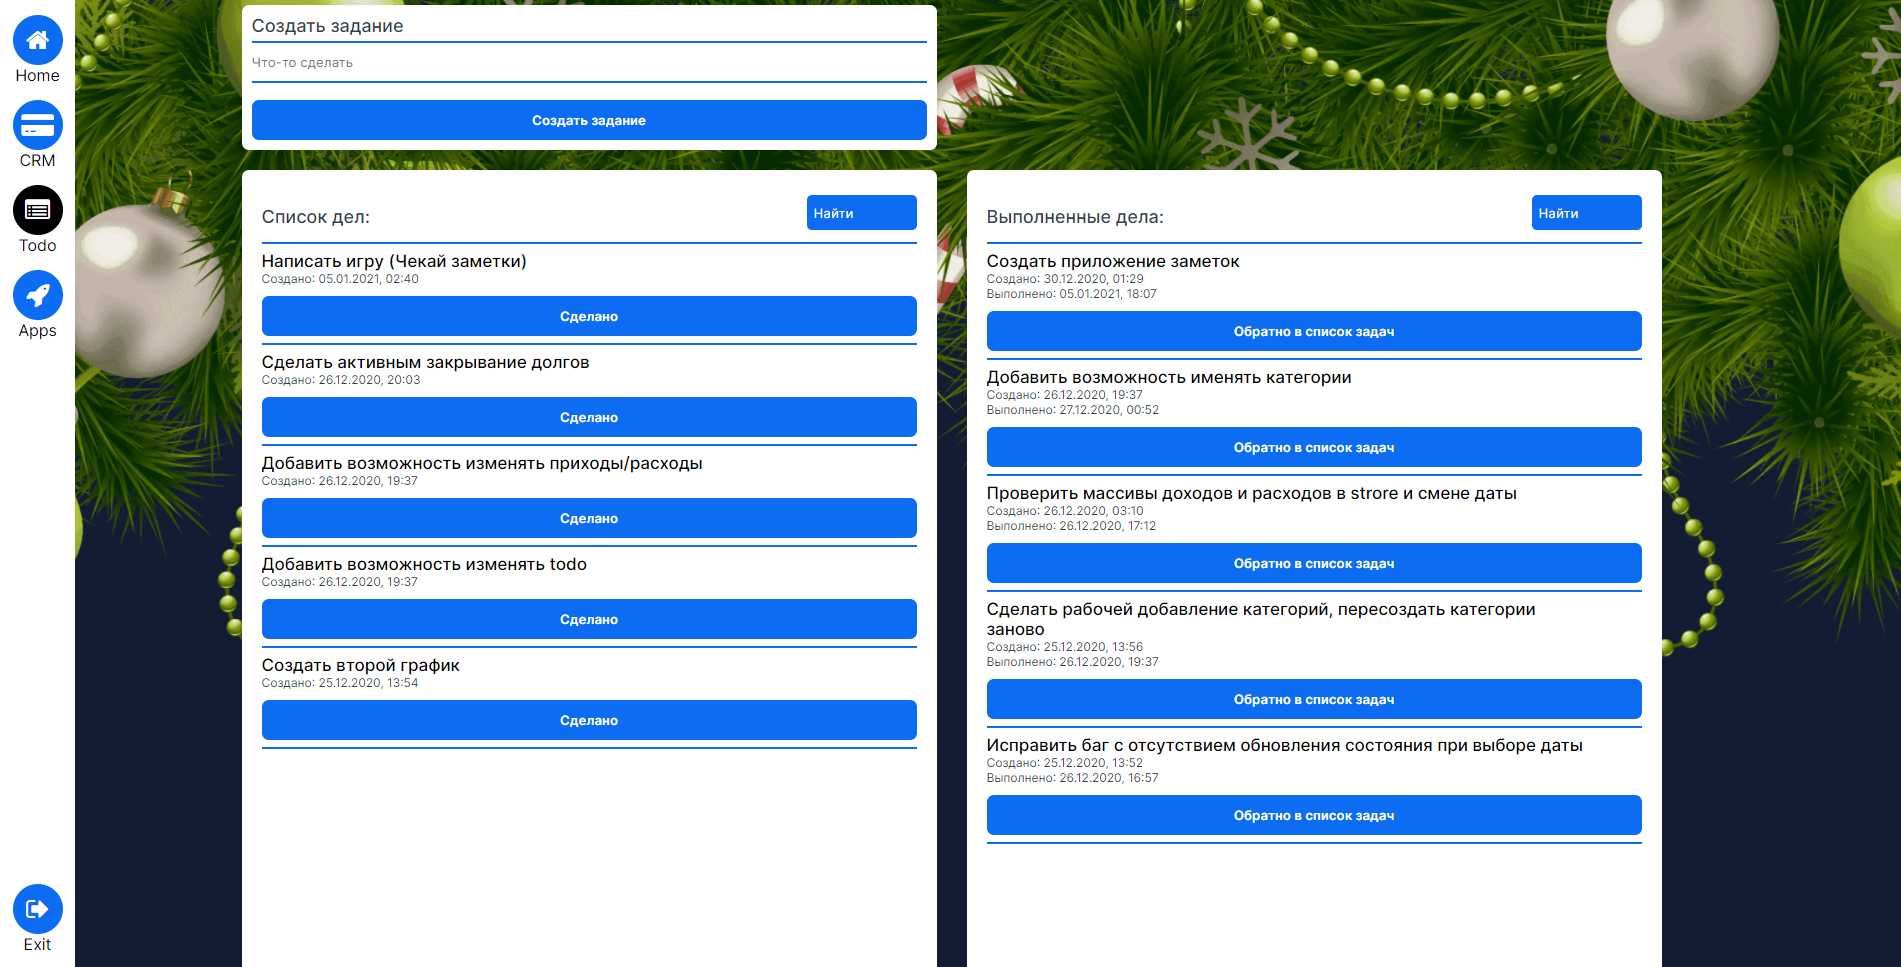 Home
CRM
Todo
Apps
Exit
Создать задание
Что-то сделать
Создать задание
Список дел:
Найти
Написать игру (Чекай заметки)
Создано: 05.01.2021, 02:40
Сделано
Сделать активным закрывание долгов
Создано: 26.12.2020, 20:03
Сделано
Добавить возможность изменять приходы/расходы
Создано: 26.12.2020, 19:37
Сделано
Добавить возможность изменять todo
Создано: 26.12.2020, 19:37
Сделано
Создать второй график
Создано: 25.12.2020, 13:54
Сделано
Выполненные дела:
Найти
Создать приложение заметок
Создано: 30.12.2020, 01:29
Выполнено: 05.01.2021, 18:07
Обратно в список задач
Добавить возможность именять категории
Создано: 26.12.2020, 19:37
Выполнено: 27.12.2020, 00:52
Обратно в список задач
Проверить массивы доходов и расходов в strore и смене даты
Создано: 26.12.2020, 03:10
Выполнено: 26.12.2020, 17:12
Обратно в список задач
Сделать рабочей добавление категорий, пересоздать категории
заново
Создано: 25.12.2020, 13:56
Выполнено: 26.12.2020, 19:37
Обратно в список задач
Исправить баг с отсутствием обновления состояния при выборе даты
Создано: 25.12.2020, 13:52
Выполнено: 26.12.2020, 16:57
Обратно в список задач